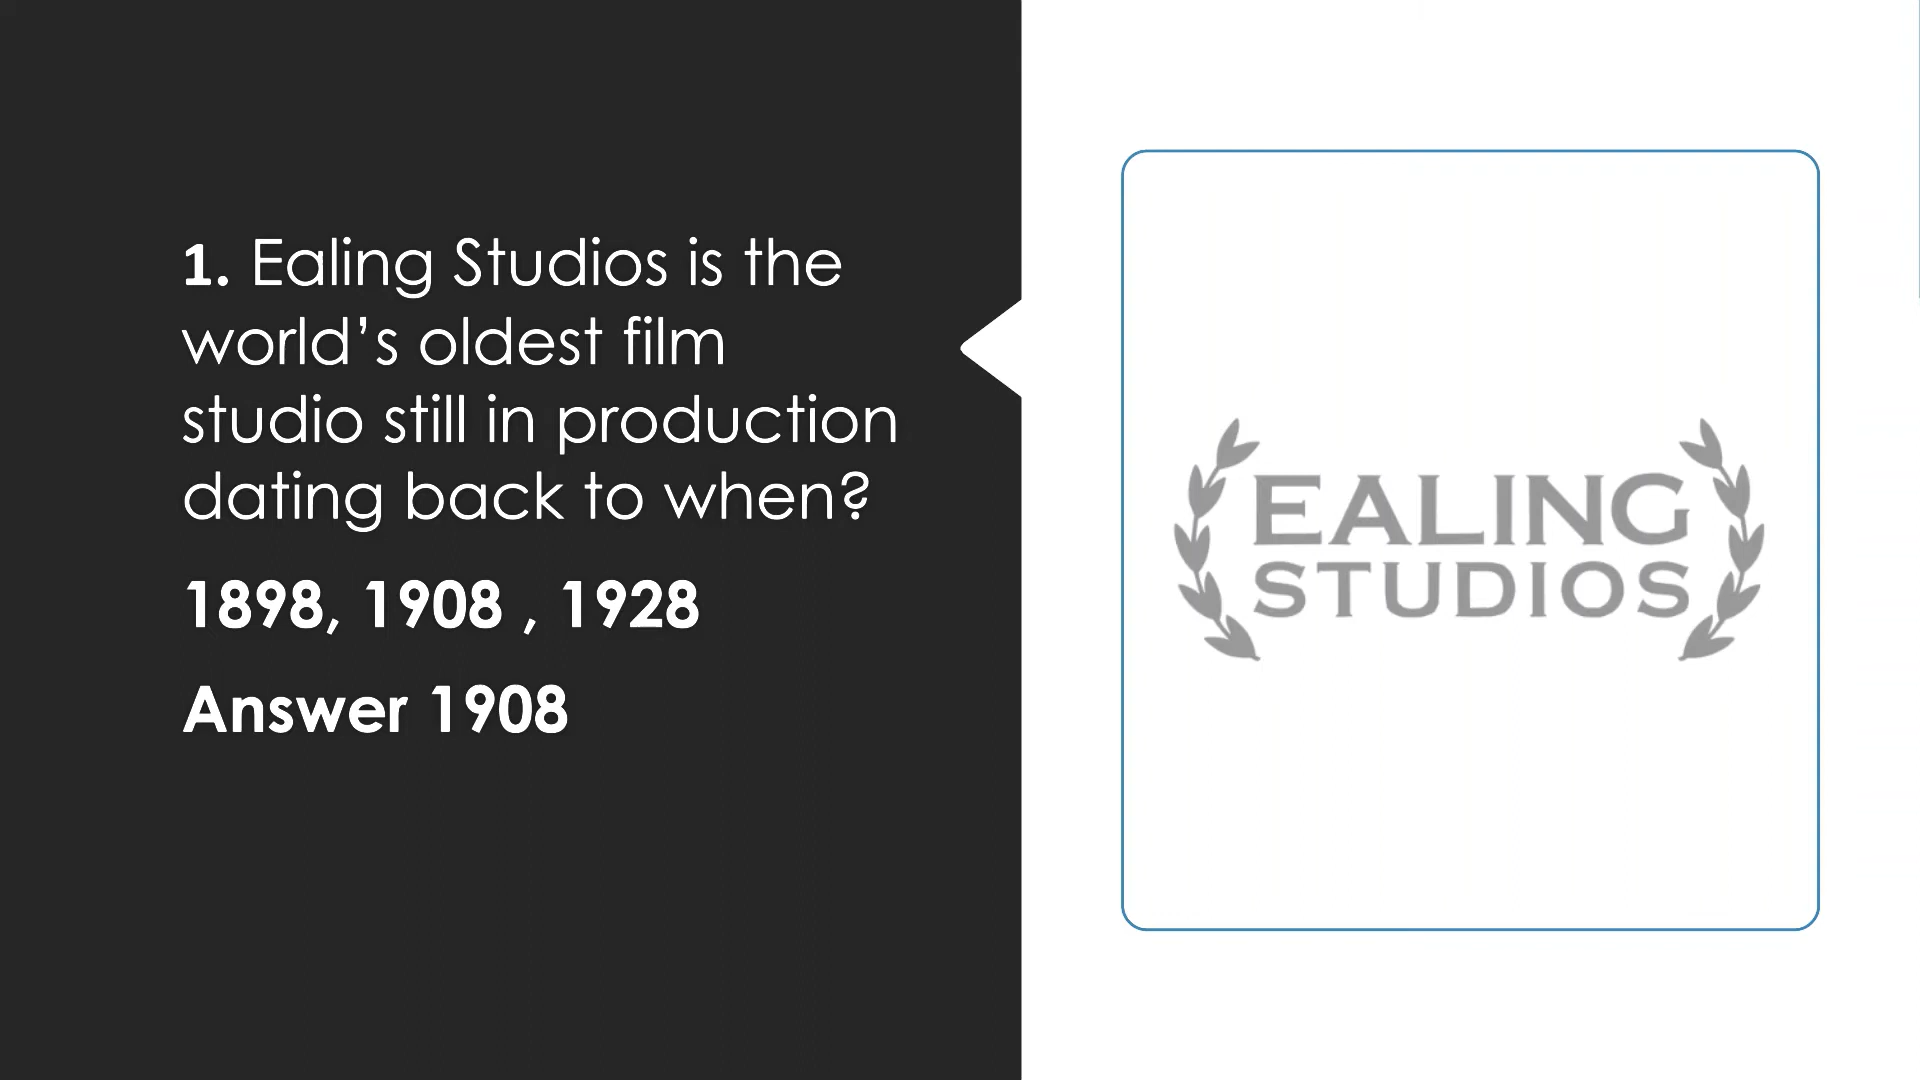 1. Ealing Studios is the
world’s oldest film
studio still in production
dating back to when?
1898, 1908 , 1928
Answer 1908
EALING
STUDIOS